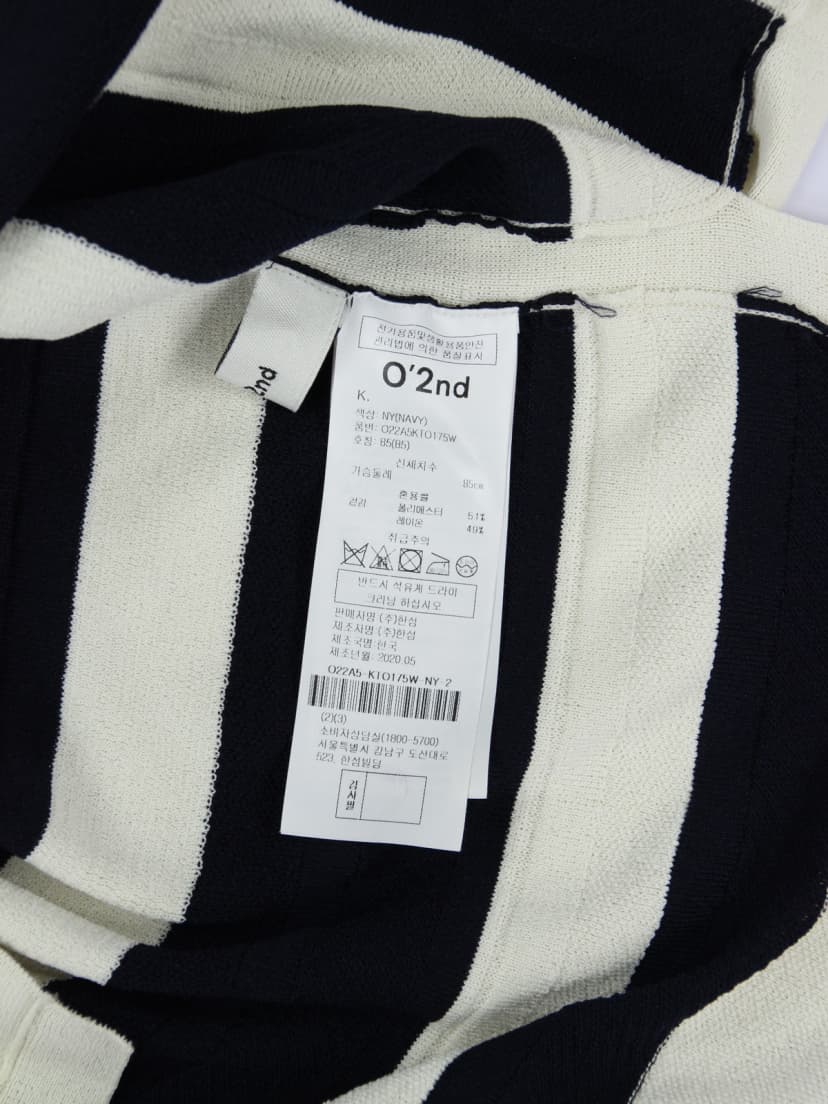 전기용품및생활용품안전
관리법에 의한 품질표시
O'2nd
K.
색상: NY(NAVY)
품번: O22A5KTO175W
호칭: 85(85)
신체치수
가슴둘레 85cm
혼용률
겉감 폴리에스터 51%
레이온 49%
취급주의
반드시 석유계 드라이
크리닝 하십시오
판매자명:(주)한섬
제조자명:(주)한섬
제조국명:한국
제조년월:2020.05
O22A5-KTO175W-NY-2
(2)(3)
소비자상담실(1800-5700)
서울특별시 강남구 도산대로
523, 한섬빌딩
검사필
2nd